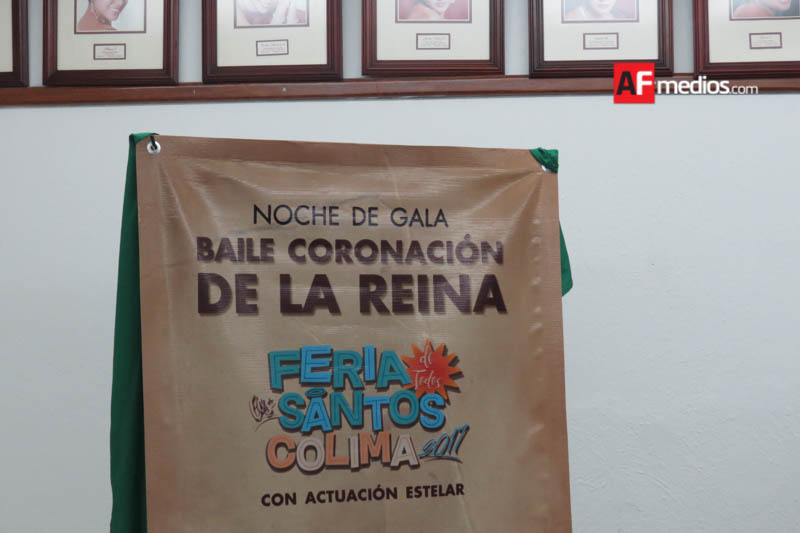 AFmedios.com
NOCHE DE GALA
BAILE CORONACIÓN
DE LA REINA
FERIA de Todos
los SANTOS
COLIMA 2017
CON ACTUACIÓN ESTELAR